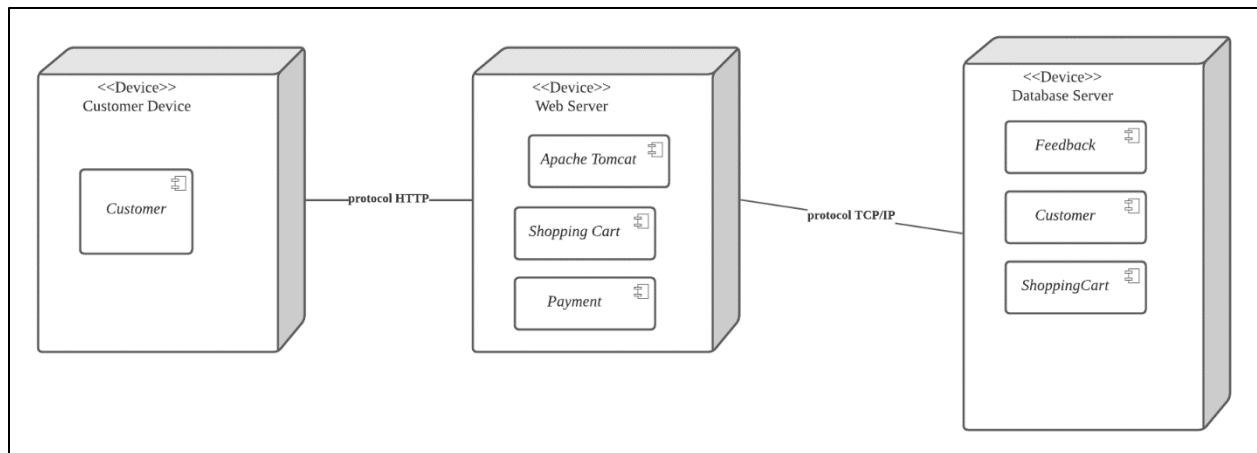 <<Device>>
Customer Device
Customer
protocol HTTP
<<Device>>
Web Server
Apache Tomcat
Shopping Cart
Payment
protocol TCP/IP
<<Device>>
Database Server
Feedback
Customer
ShoppingCart